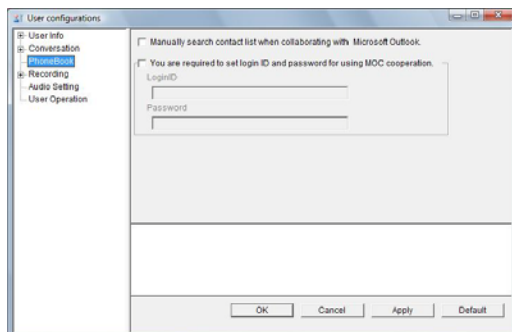 User configurations
User Info
Conversation
PhoneBook
Recording
Audio Setting
User Operation
Manually search contact list when collaborating with Microsoft Outlook.
You are required to set login ID and password for using MOC cooperation.
LoginID
Password
OK
Cancel
Apply
Default